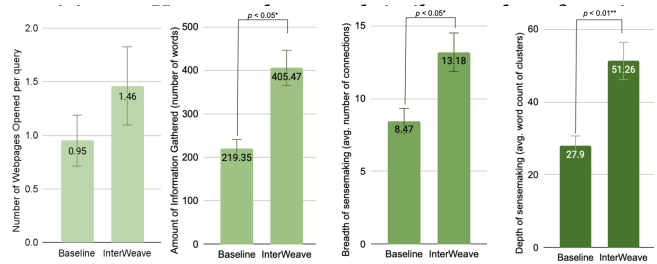 Number of Webpages Opened per query
2.0
1.5
1.0
0.5
0.0
0.95
1.46
Baseline InterWeave
Amount of Information Gathered (number of words)
p < 0.05*
500
400
300
200
100
0
219.35
405.47
Baseline InterWeave
Breadth of sensemaking (avg. number of connections)
p < 0.05*
15
10
5
0
8.47
13.18
Baseline InterWeave
Depth of sensemaking (avg. word count of clusters)
p < 0.01**
60
40
20
0
27.9
51.26
Baseline InterWeave